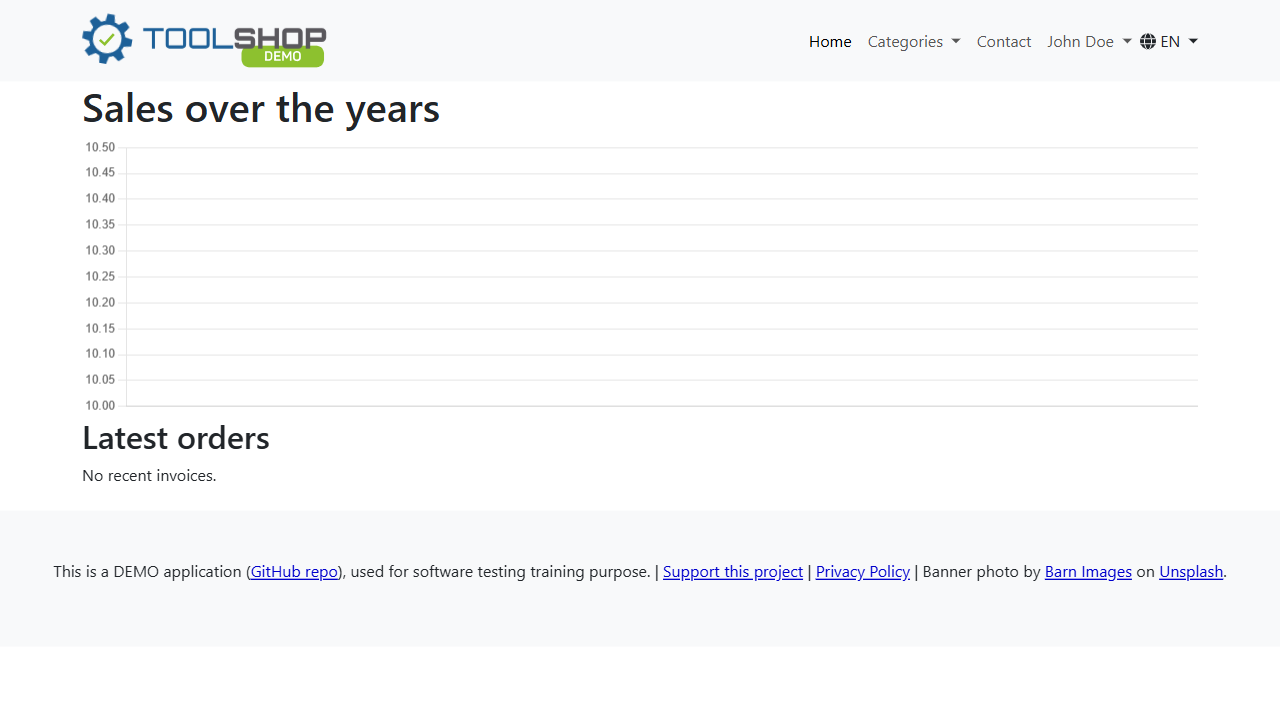 TOOLSHOP
DEMO
Home Categories Contact John Doe EN
Sales over the years
10.50
10.45
10.40
10.35
10.30
10.25
10.20
10.15
10.10
10.05
10.00
Latest orders
No recent invoices.
This is a DEMO application (GitHub repo), used for software testing training purpose. | Support this project | Privacy Policy | Banner photo by Barn Images on Unsplash.